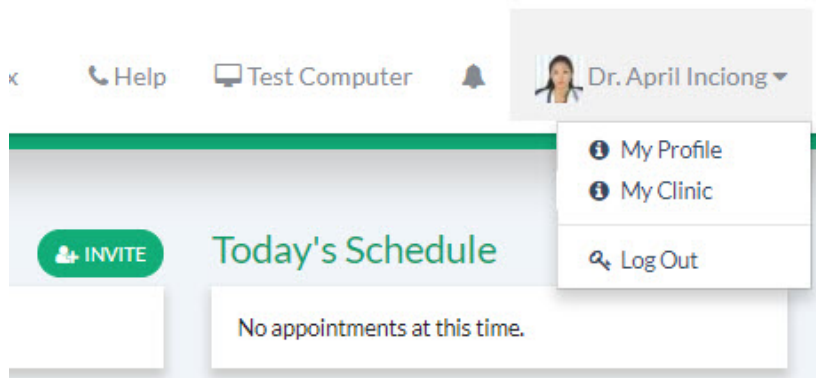 Help
Test Computer
Dr. April Inciong
My Profile
My Clinic
INVITE
Today's Schedule
Log Out
No appointments at this time.